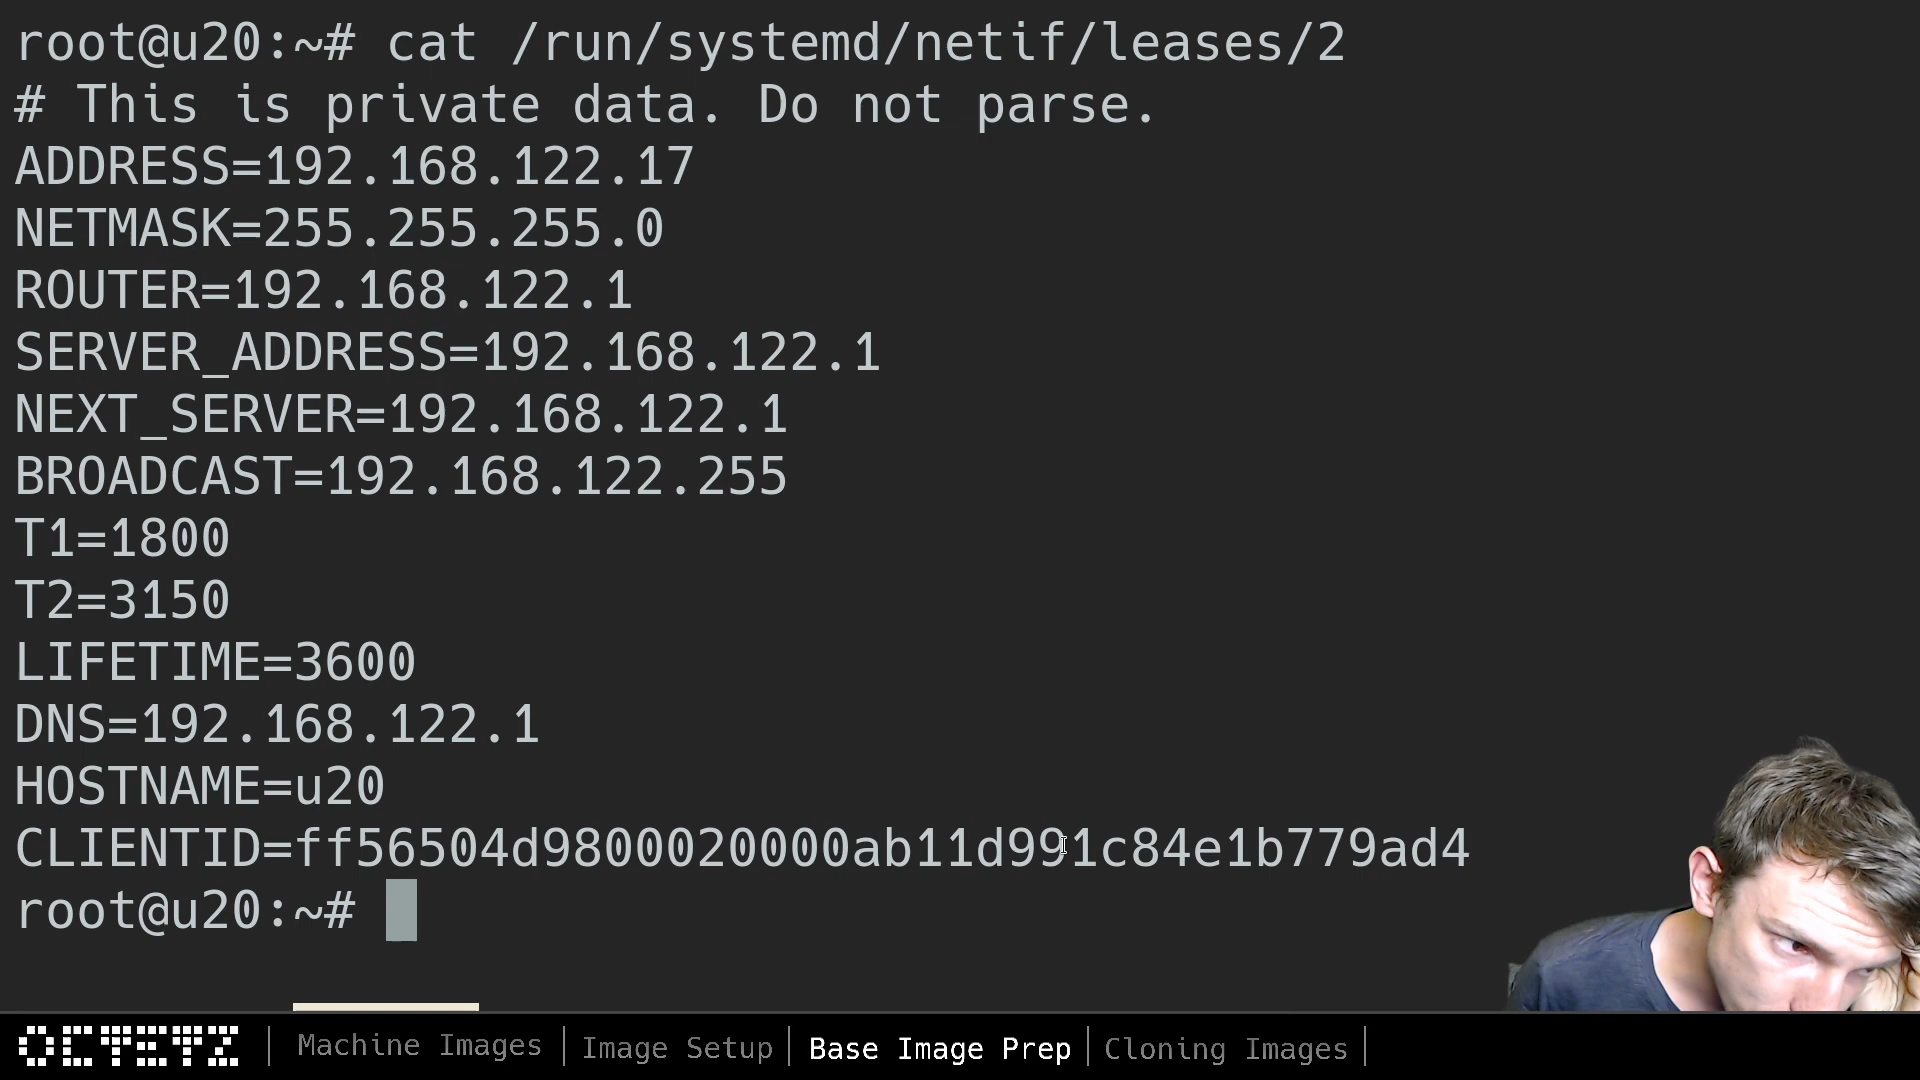 root@u20:~# cat /run/systemd/netif/leases/2
# This is private data. Do not parse.
ADDRESS=192.168.122.17
NETMASK=255.255.255.0
ROUTER=192.168.122.1
SERVER_ADDRESS=192.168.122.1
NEXT_SERVER=192.168.122.1
BROADCAST=192.168.122.255
T1=1800
T2=3150
LIFETIME=3600
DNS=192.168.122.1
HOSTNAME=u20
CLIENTID=ff56504d9800020000ab11d991c84e1b779ad4
root@u20:~#
OCTETZ | Machine Images | Image Setup | Base Image Prep | Cloning Images |